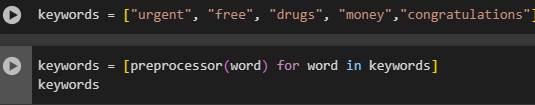 keywords = ["urgent", "free", "drugs", "money","congratulations"]
keywords = [preprocessor(word) for word in keywords]
keywords